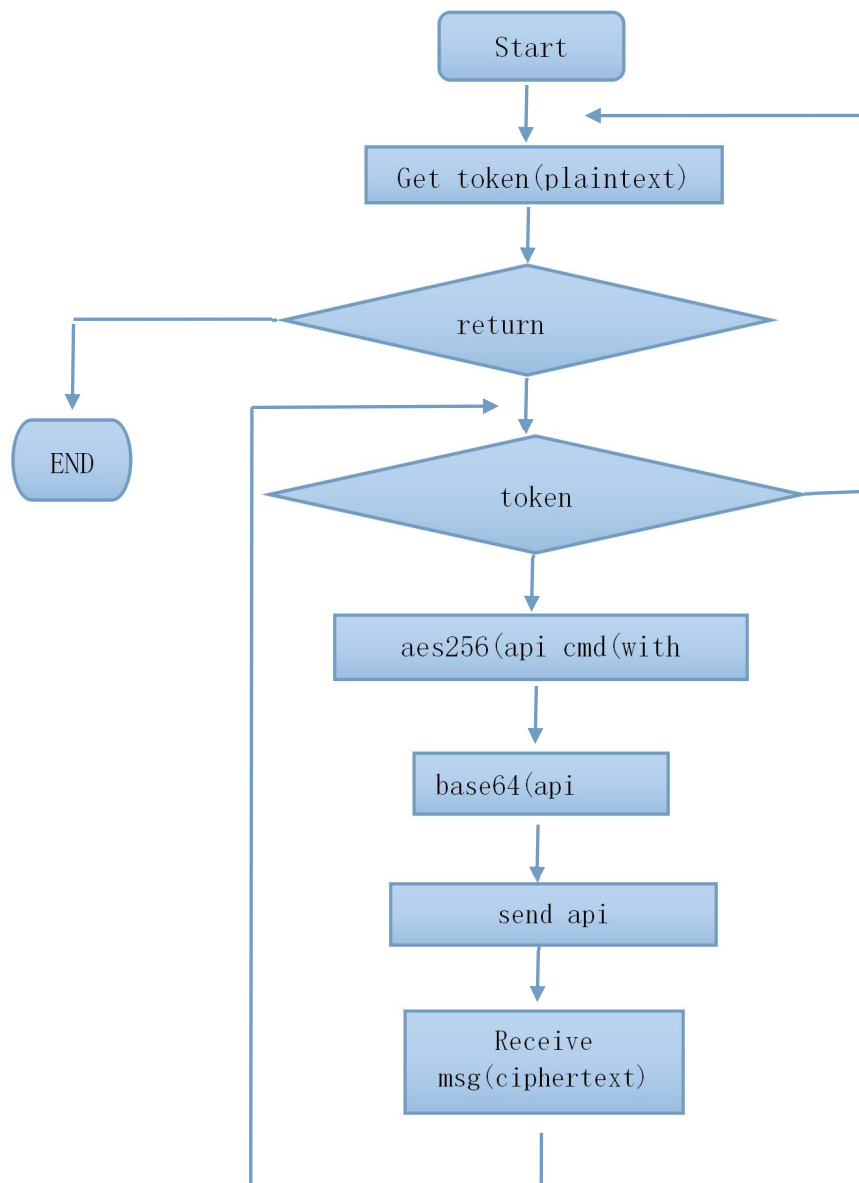 Start
Get token(plaintext)
return
END
token
aes256(api cmd(with
base64(api
send api
Receive
msg(ciphertext)